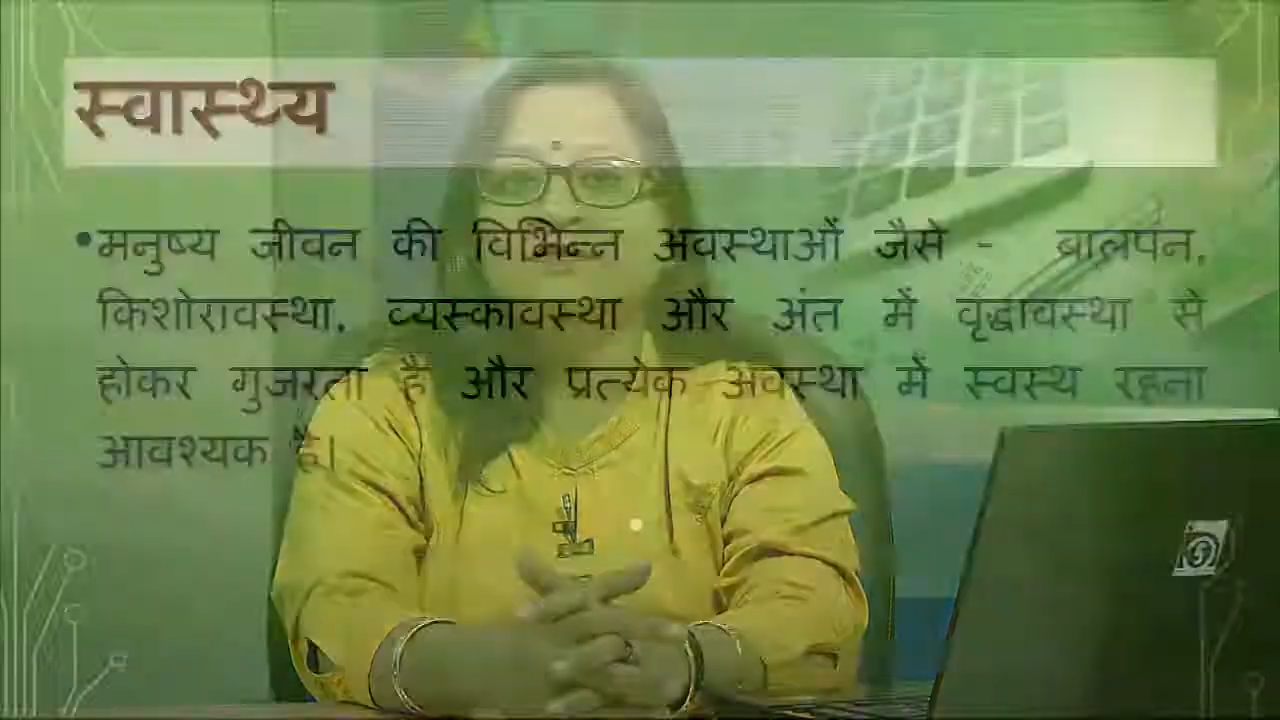 स्वास्थ्य
•मनुष्य जीवन की विभिन्न अवस्थाओं जैसे - बालपन,
किशोरावस्था, व्यस्कावस्था और अंत में वृद्धावस्था से
होकर गुजरता है और प्रत्येक अवस्था में स्वस्थ रहना
आवश्यक है।